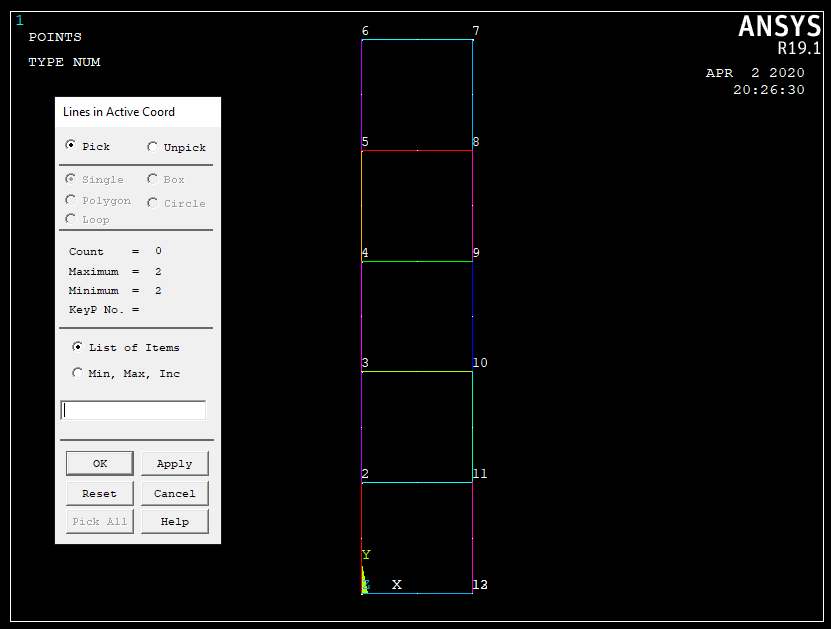 1
POINTS
TYPE NUM
ANSYS
R19.1
APR 2 2020
20:26:30
Lines in Active Coord
Pick Unpick
Single Box
Polygon Circle
Loop
Count = 0
Maximum = 2
Minimum = 2
KeyP No. =
List of Items
Min, Max, Inc
OK Apply
Reset Cancel
Pick All Help
6 7
5 8
4 9
3 10
2 11
Y
X